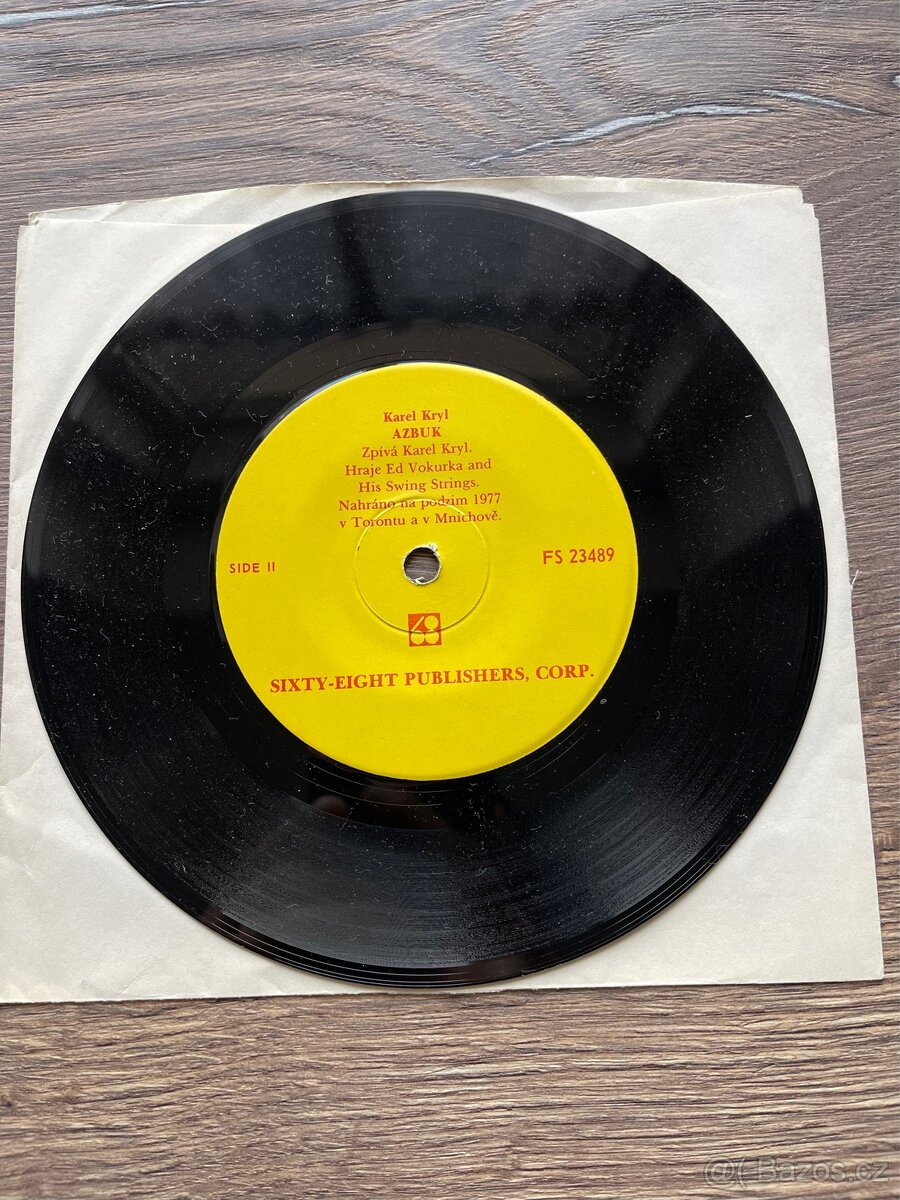 Karel Kryl
AZBUK
Zpívá Karel Kryl.
Hraje Ed Vokurka and
His Swing Strings.
Nahráno na podzim 1977
v Torontu a v Mnichově.
SIDE II
FS 23489
68
SIXTY-EIGHT PUBLISHERS, CORP.
Bazos.cz